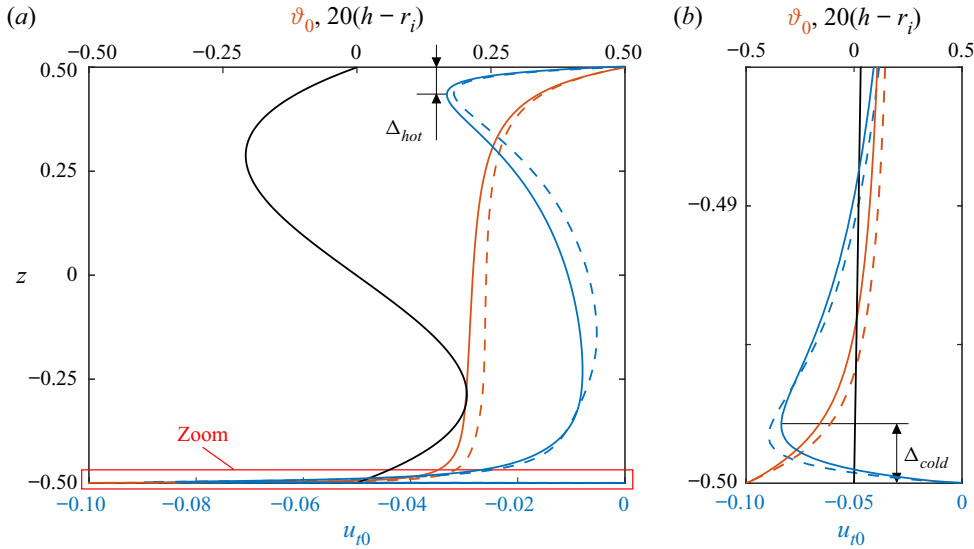 (a)
ϑ0, 20(h − ri)
−0.50 −0.25 0 0.25 0.50
0.50
0.25
z
0
−0.25
−0.50
Δhot
Zoom
−0.10 −0.08 −0.06 −0.04 −0.02 0
ut0
(b)
ϑ0, 20(h − ri)
−0.5 0 0.5
−0.49
−0.50
Δcold
−0.10 −0.05 0
ut0